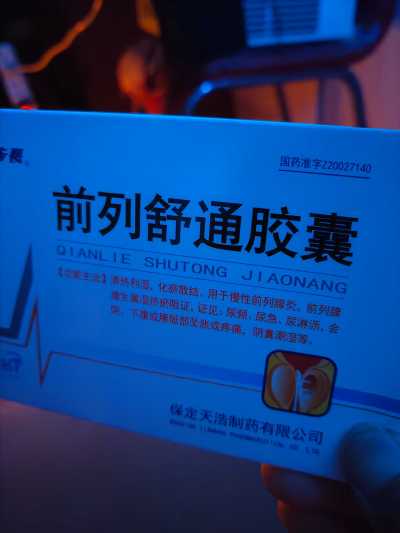 国药准字Z20027140
前列舒通胶囊
QIANLIE SHUTONG JIAONANG
【功能主治】清热利湿，化瘀散结。用于慢性前列腺炎，前列腺
增生属湿热瘀阻证，证见：尿频、尿急、尿淋沥，会
阴、下腹或腰骶部坠胀或疼痛，阴囊潮湿等。
保定天浩制药有限公司